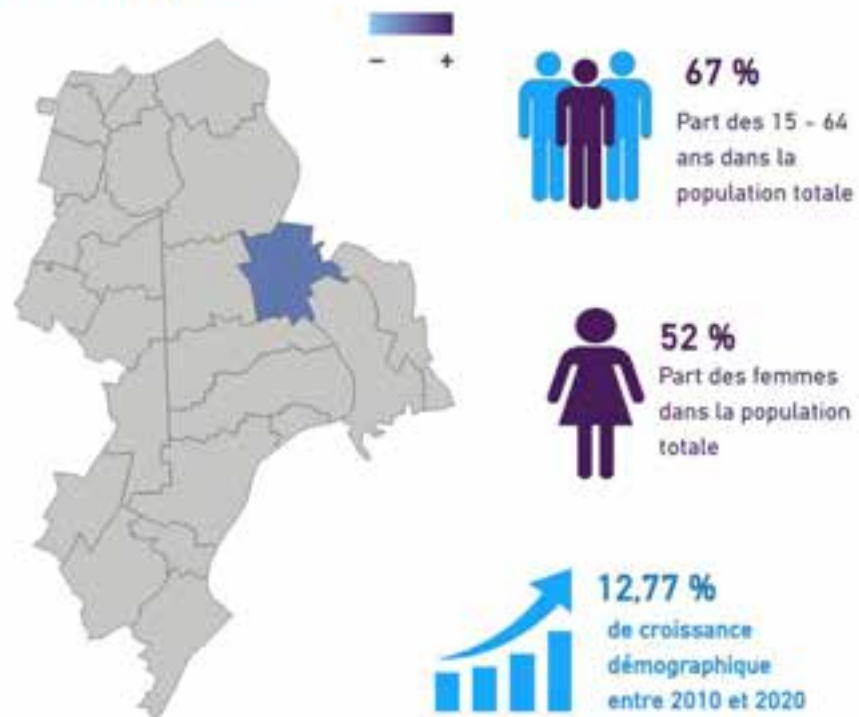 - +
67 %
Part des 15 - 64
ans dans la
population totale
52 %
Part des femmes
dans la population
totale
12,77 %
de croissance
démographique
entre 2010 et 2020